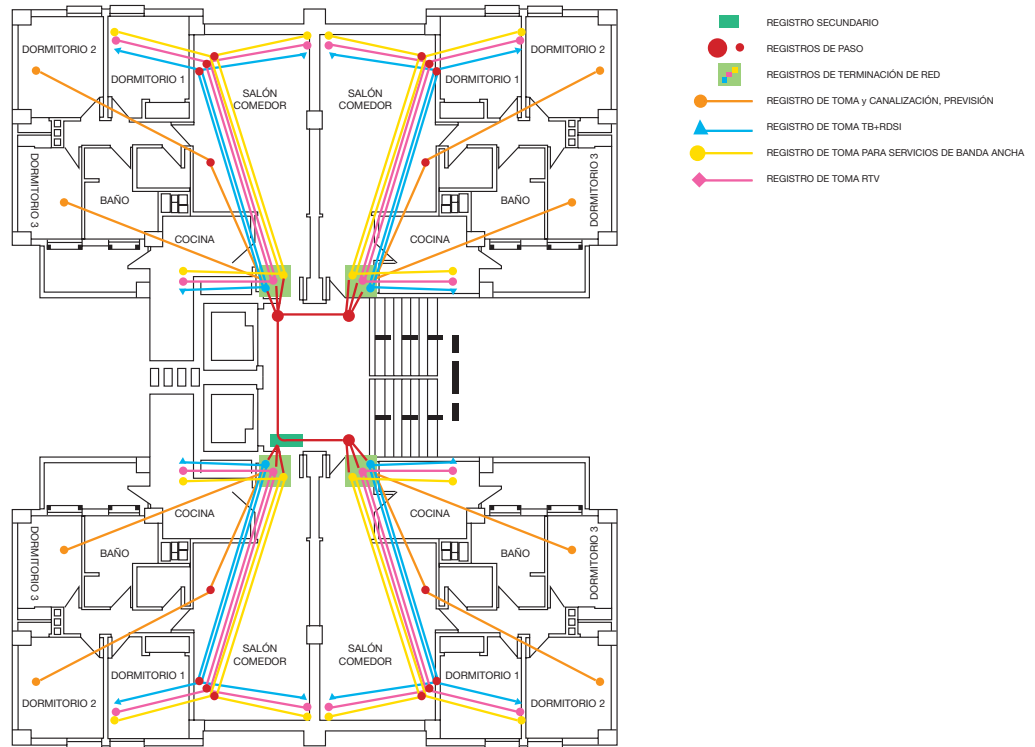 DORMITORIO 2
DORMITORIO 1
SALÓN
COMEDOR
SALÓN
COMEDOR
DORMITORIO 1
DORMITORIO 2
DORMITORIO 3
BAÑO
COCINA
COCINA
BAÑO
DORMITORIO 3
DORMITORIO 3
BAÑO
COCINA
COCINA
BAÑO
DORMITORIO 3
DORMITORIO 2
DORMITORIO 1
SALÓN
COMEDOR
SALÓN
COMEDOR
DORMITORIO 1
DORMITORIO 2
REGISTRO SECUNDARIO
REGISTROS DE PASO
REGISTROS DE TERMINACIÓN DE RED
REGISTRO DE TOMA y CANALIZACIÓN, PREVISIÓN
REGISTRO DE TOMA TB+RDSI
REGISTRO DE TOMA PARA SERVICIOS DE BANDA ANCHA
REGISTRO DE TOMA RTV